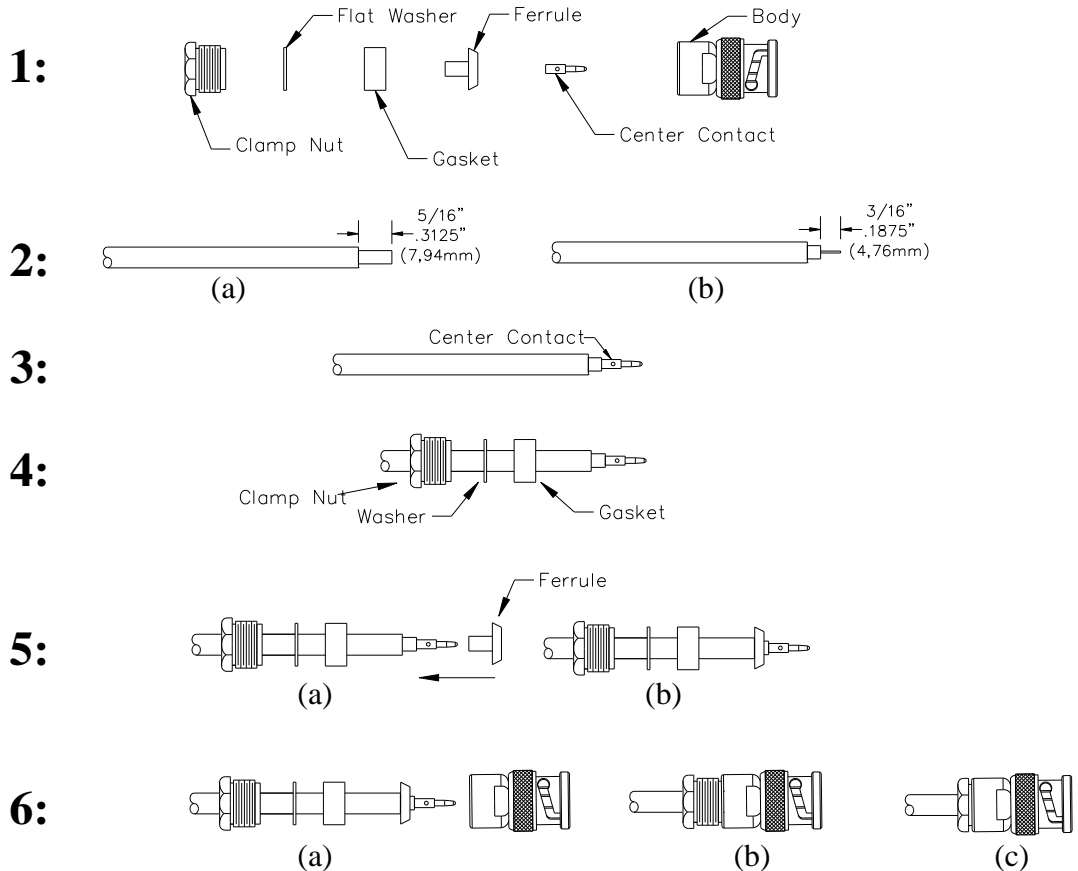 1:
Flat Washer
Ferrule
Body
Clamp Nut
Gasket
Center Contact
2:
5/16"
.3125"
(7,94mm)
(a)
3/16"
.1875"
(4,76mm)
(b)
3:
Center Contact
4:
Clamp Nut
Washer
Gasket
5:
Ferrule
(a)
(b)
6:
(a)
(b)
(c)